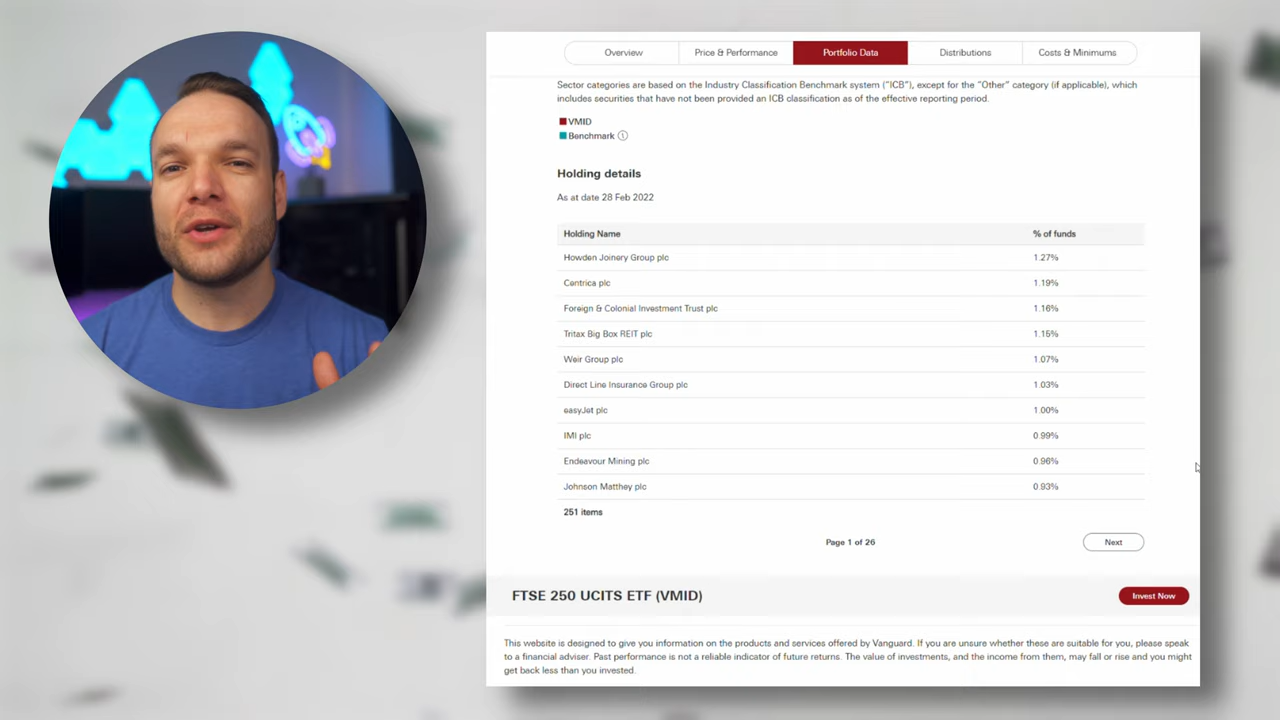 Overview
Price & Performance
Portfolio Data
Distributions
Costs & Minimums
Sector categories are based on the Industry Classification Benchmark system ("ICB"), except for the "Other" category (if applicable), which
includes securities that have not been provided an ICB classification as of the effective reporting period.
VMID
Benchmark
Holding details
As at date 28 Feb 2022
Holding Name % of funds
Howden Joinery Group plc 1.27%
Centrica plc 1.19%
Foreign & Colonial Investment Trust plc 1.16%
Tritax Big Box REIT plc 1.15%
Weir Group plc 1.07%
Direct Line Insurance Group plc 1.03%
easyJet plc 1.00%
IMI plc 0.99%
Endeavour Mining plc 0.96%
Johnson Matthey plc 0.93%
251 items
Page 1 of 26
Next
FTSE 250 UCITS ETF (VMID)
Invest Now
This website is designed to give you information on the products and services offered by Vanguard. If you are unsure whether these are suitable for you, please speak
to a financial adviser. Past performance is not a reliable indicator of future returns. The value of investments, and the income from them, may fall or rise and you might
get back less than you invested.